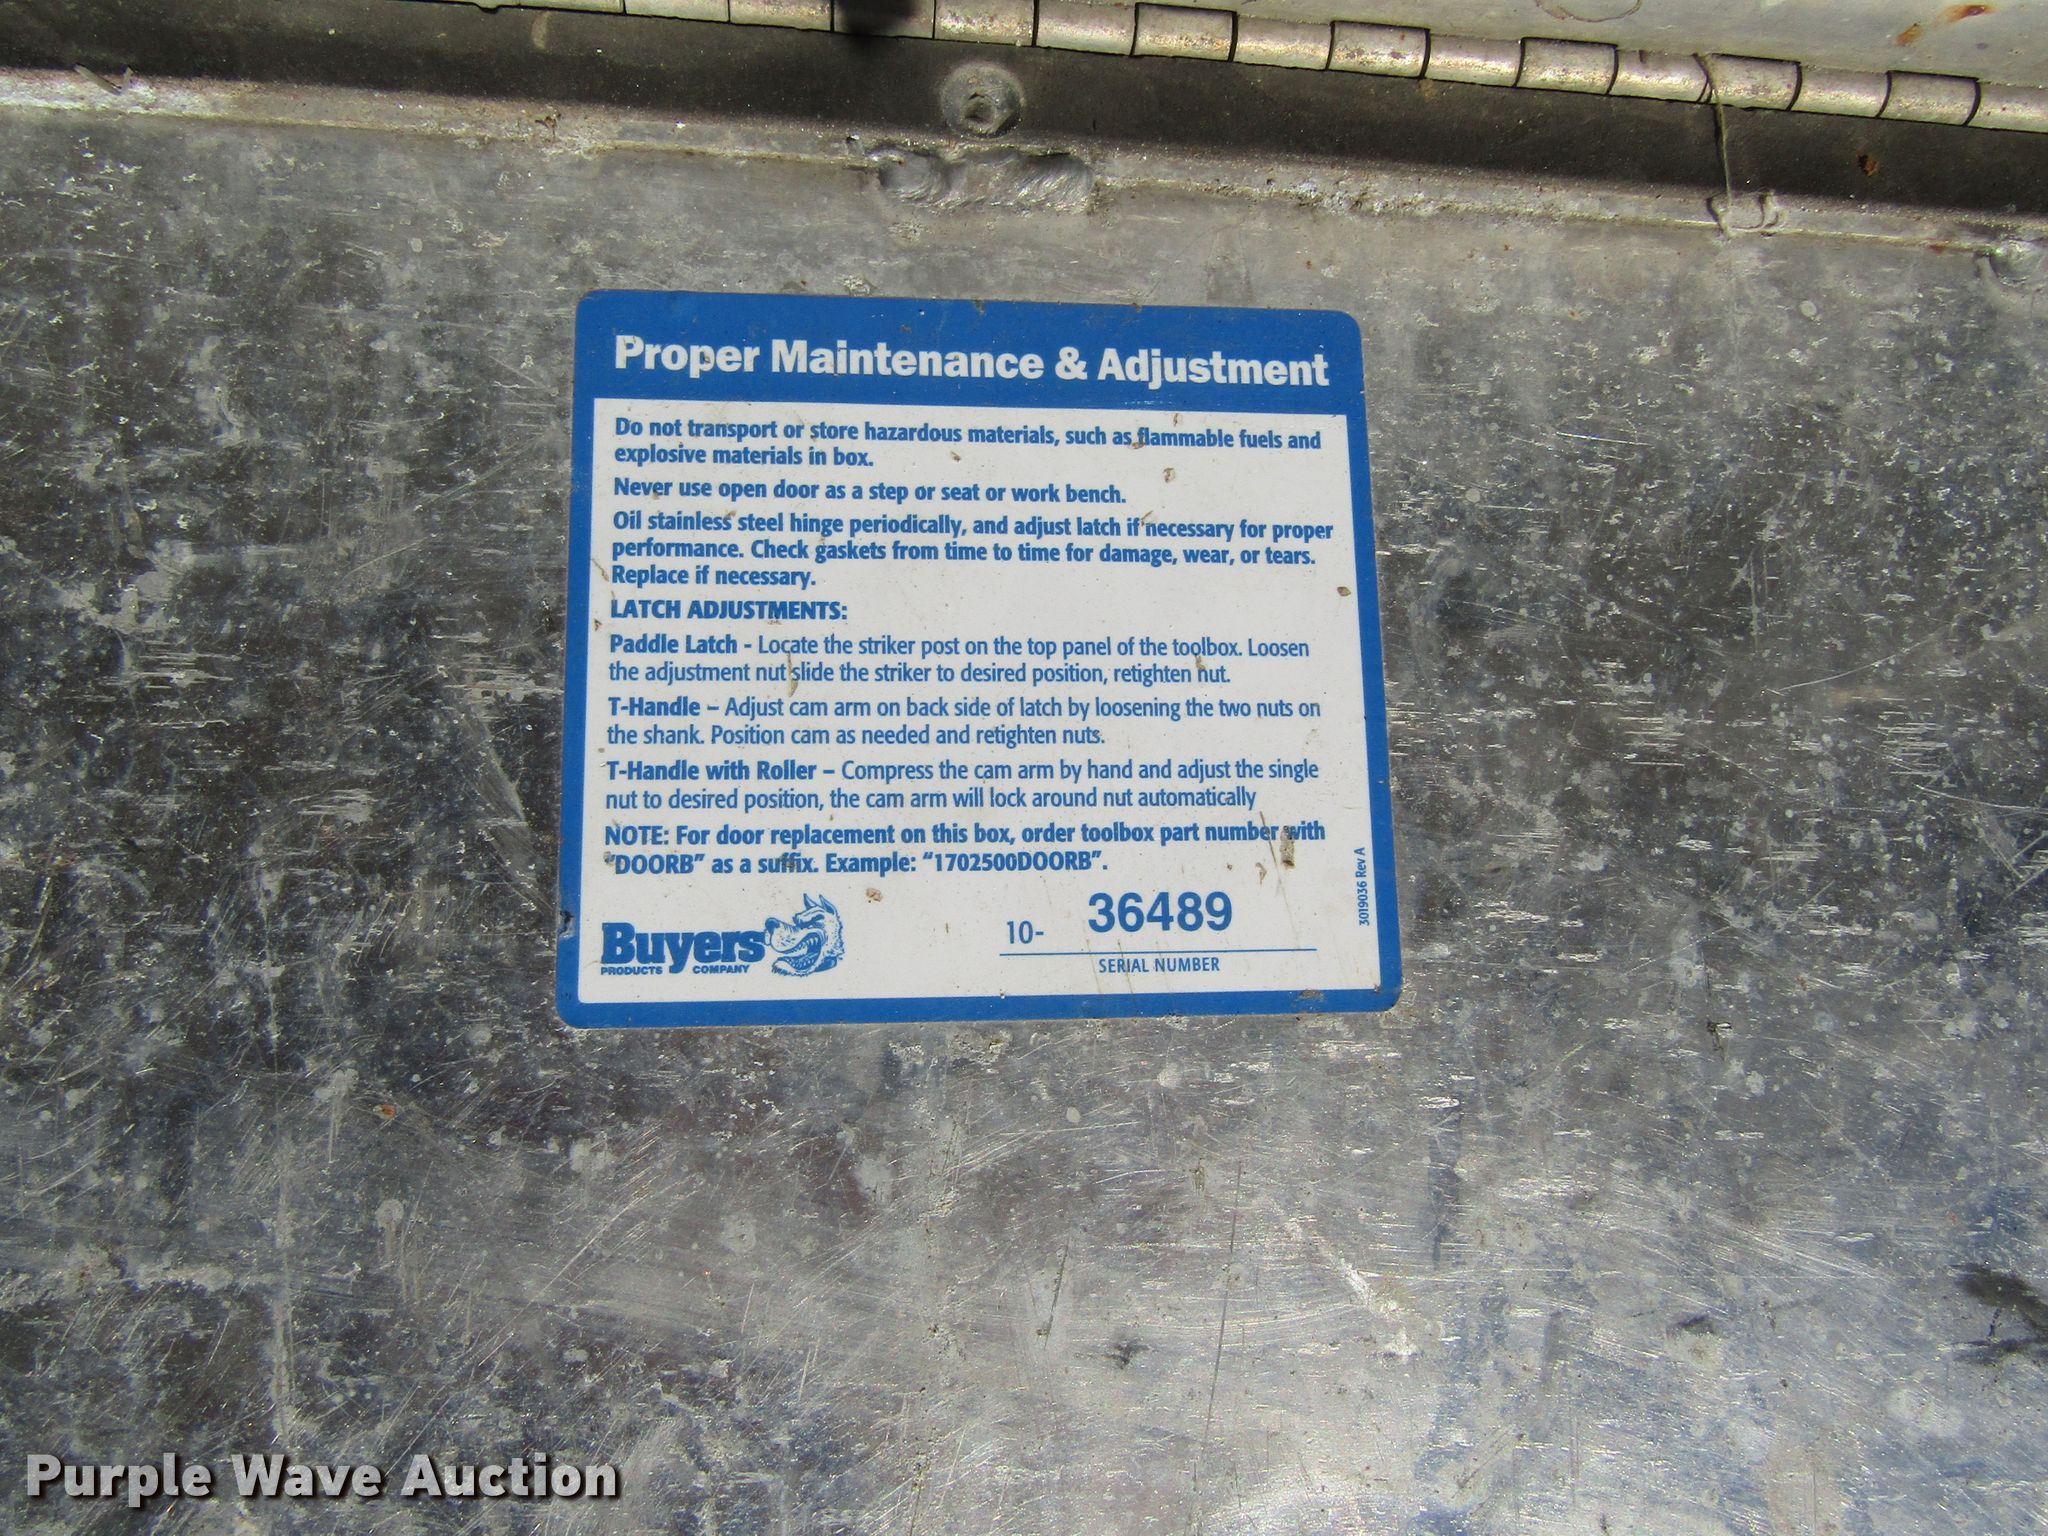 Proper Maintenance & Adjustment
Do not transport or store hazardous materials, such as flammable fuels and
explosive materials in box.
Never use open door as a step or seat or work bench.
Oil stainless steel hinge periodically, and adjust latch if necessary for proper
performance. Check gaskets from time to time for damage, wear, or tears.
Replace if necessary.
LATCH ADJUSTMENTS:
Paddle Latch - Locate the striker post on the top panel of the toolbox. Loosen
the adjustment nut slide the striker to desired position, retighten nut.
T-Handle – Adjust cam arm on back side of latch by loosening the two nuts on
the shank. Position cam as needed and retighten nuts.
T-Handle with Roller – Compress the cam arm by hand and adjust the single
nut to desired position, the cam arm will lock around nut automatically
NOTE: For door replacement on this box, order toolbox part number with
"DOORB" as a suffix. Example: "1702500DOORB".
Buyers
PRODUCTS COMPANY
10- 36489
SERIAL NUMBER
3019036 Rev A
Purple Wave Auction